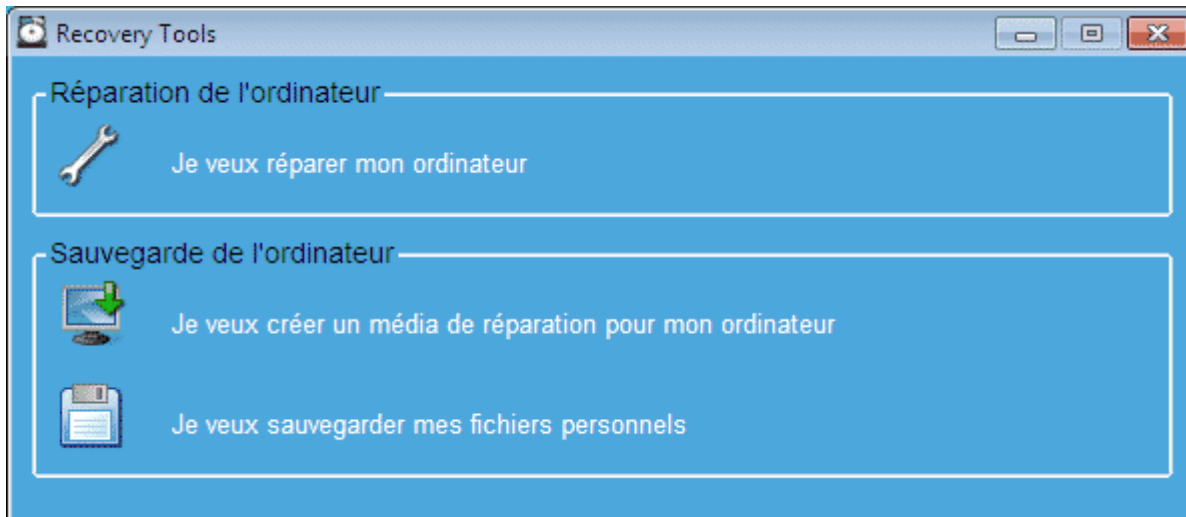 Recovery Tools
Réparation de l'ordinateur
Je veux réparer mon ordinateur
Sauvegarde de l'ordinateur
Je veux créer un média de réparation pour mon ordinateur
Je veux sauvegarder mes fichiers personnels